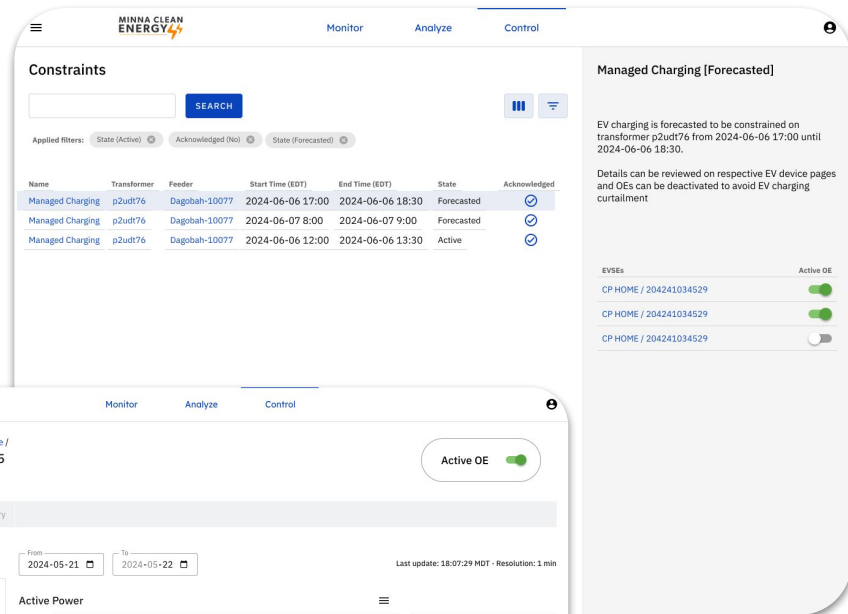 MINNA CLEAN
ENERGY
Monitor Analyze Control
Constraints
SEARCH
Applied filters: State (Active) Acknowledged (No) State (Forecasted)
Name Transformer Feeder Start Time (EDT) End Time (EDT) State Acknowledged
Managed Charging p2udt76 Dagobah-10077 2024-06-06 17:00 2024-06-06 18:30 Forecasted
Managed Charging p2udt76 Dagobah-10077 2024-06-07 8:00 2024-06-07 9:00 Forecasted
Managed Charging p2udt76 Dagobah-10077 2024-06-06 12:00 2024-06-06 13:30 Active
Managed Charging [Forecasted]
EV charging is forecasted to be constrained on
transformer p2udt76 from 2024-06-06 17:00 until
2024-06-06 18:30.
Details can be reviewed on respective EV device pages
and OEs can be deactivated to avoid EV charging
curtailment
EVSEs Active OE
CP HOME / 204241034529
CP HOME / 204241034529
CP HOME / 204241034529
Monitor Analyze Control
e /
5
Active OE
ry
From To
2024-05-21 2024-05-22
Last update: 18:07:29 MDT - Resolution: 1 min
Active Power